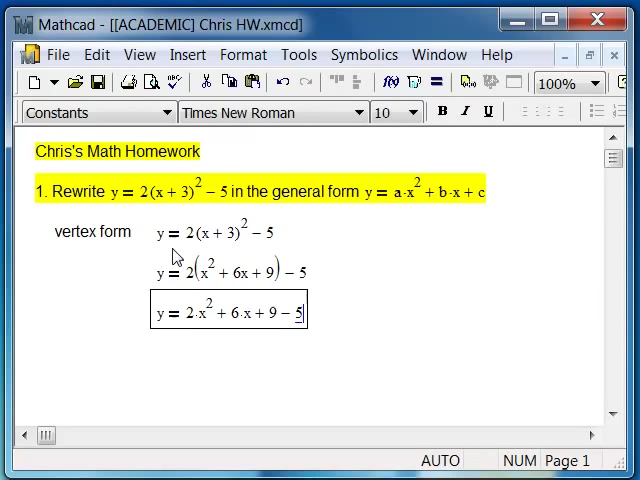 Mathcad - [[ACADEMIC] Chris HW.xmcd]
File Edit View Insert Format Tools Symbolics Window Help
100%
Constants Times New Roman 10 B I U
Chris's Math Homework
1. Rewrite y = 2(x + 3)² − 5 in the general form y = a·x² + b·x + c
vertex form y = 2(x + 3)² − 5
y = 2(x² + 6x + 9) − 5
y = 2·x² + 6·x + 9 − 5
AUTO NUM Page 1